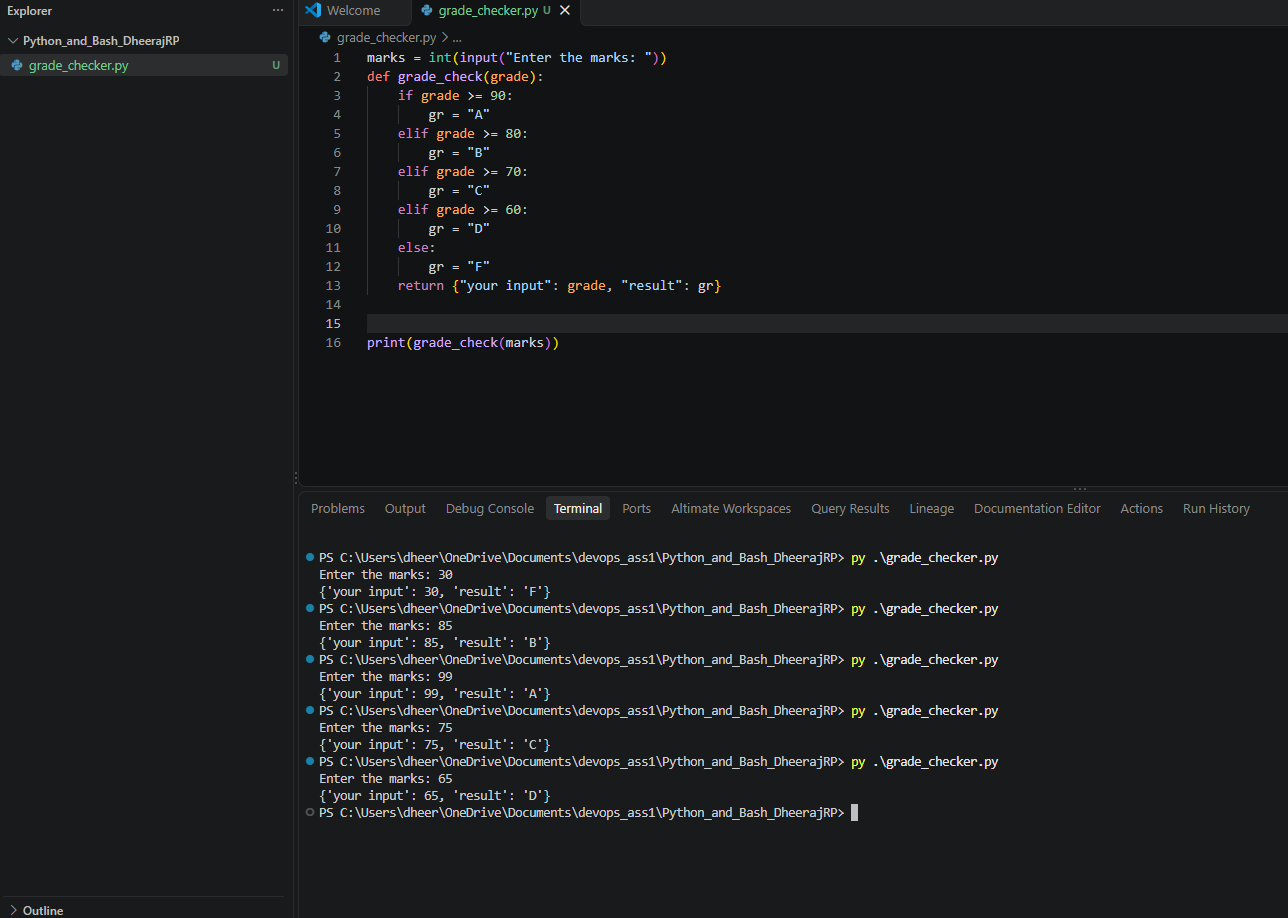 Explorer ...
Python_and_Bash_DheerajRP
grade_checker.py U
Welcome
grade_checker.py U
grade_checker.py > ...
1 marks = int(input("Enter the marks: "))
2 def grade_check(grade):
3     if grade >= 90:
4         gr = "A"
5     elif grade >= 80:
6         gr = "B"
7     elif grade >= 70:
8         gr = "C"
9     elif grade >= 60:
10         gr = "D"
11     else:
12         gr = "F"
13     return {"your input": grade, "result": gr}
14
15
16 print(grade_check(marks))
Problems Output Debug Console Terminal Ports Altimate Workspaces Query Results Lineage Documentation Editor Actions Run History
PS C:\Users\dheer\OneDrive\Documents\devops_ass1\Python_and_Bash_DheerajRP> py .\grade_checker.py
Enter the marks: 30
{'your input': 30, 'result': 'F'}
PS C:\Users\dheer\OneDrive\Documents\devops_ass1\Python_and_Bash_DheerajRP> py .\grade_checker.py
Enter the marks: 85
{'your input': 85, 'result': 'B'}
PS C:\Users\dheer\OneDrive\Documents\devops_ass1\Python_and_Bash_DheerajRP> py .\grade_checker.py
Enter the marks: 99
{'your input': 99, 'result': 'A'}
PS C:\Users\dheer\OneDrive\Documents\devops_ass1\Python_and_Bash_DheerajRP> py .\grade_checker.py
Enter the marks: 75
{'your input': 75, 'result': 'C'}
PS C:\Users\dheer\OneDrive\Documents\devops_ass1\Python_and_Bash_DheerajRP> py .\grade_checker.py
Enter the marks: 65
{'your input': 65, 'result': 'D'}
PS C:\Users\dheer\OneDrive\Documents\devops_ass1\Python_and_Bash_DheerajRP>
Outline